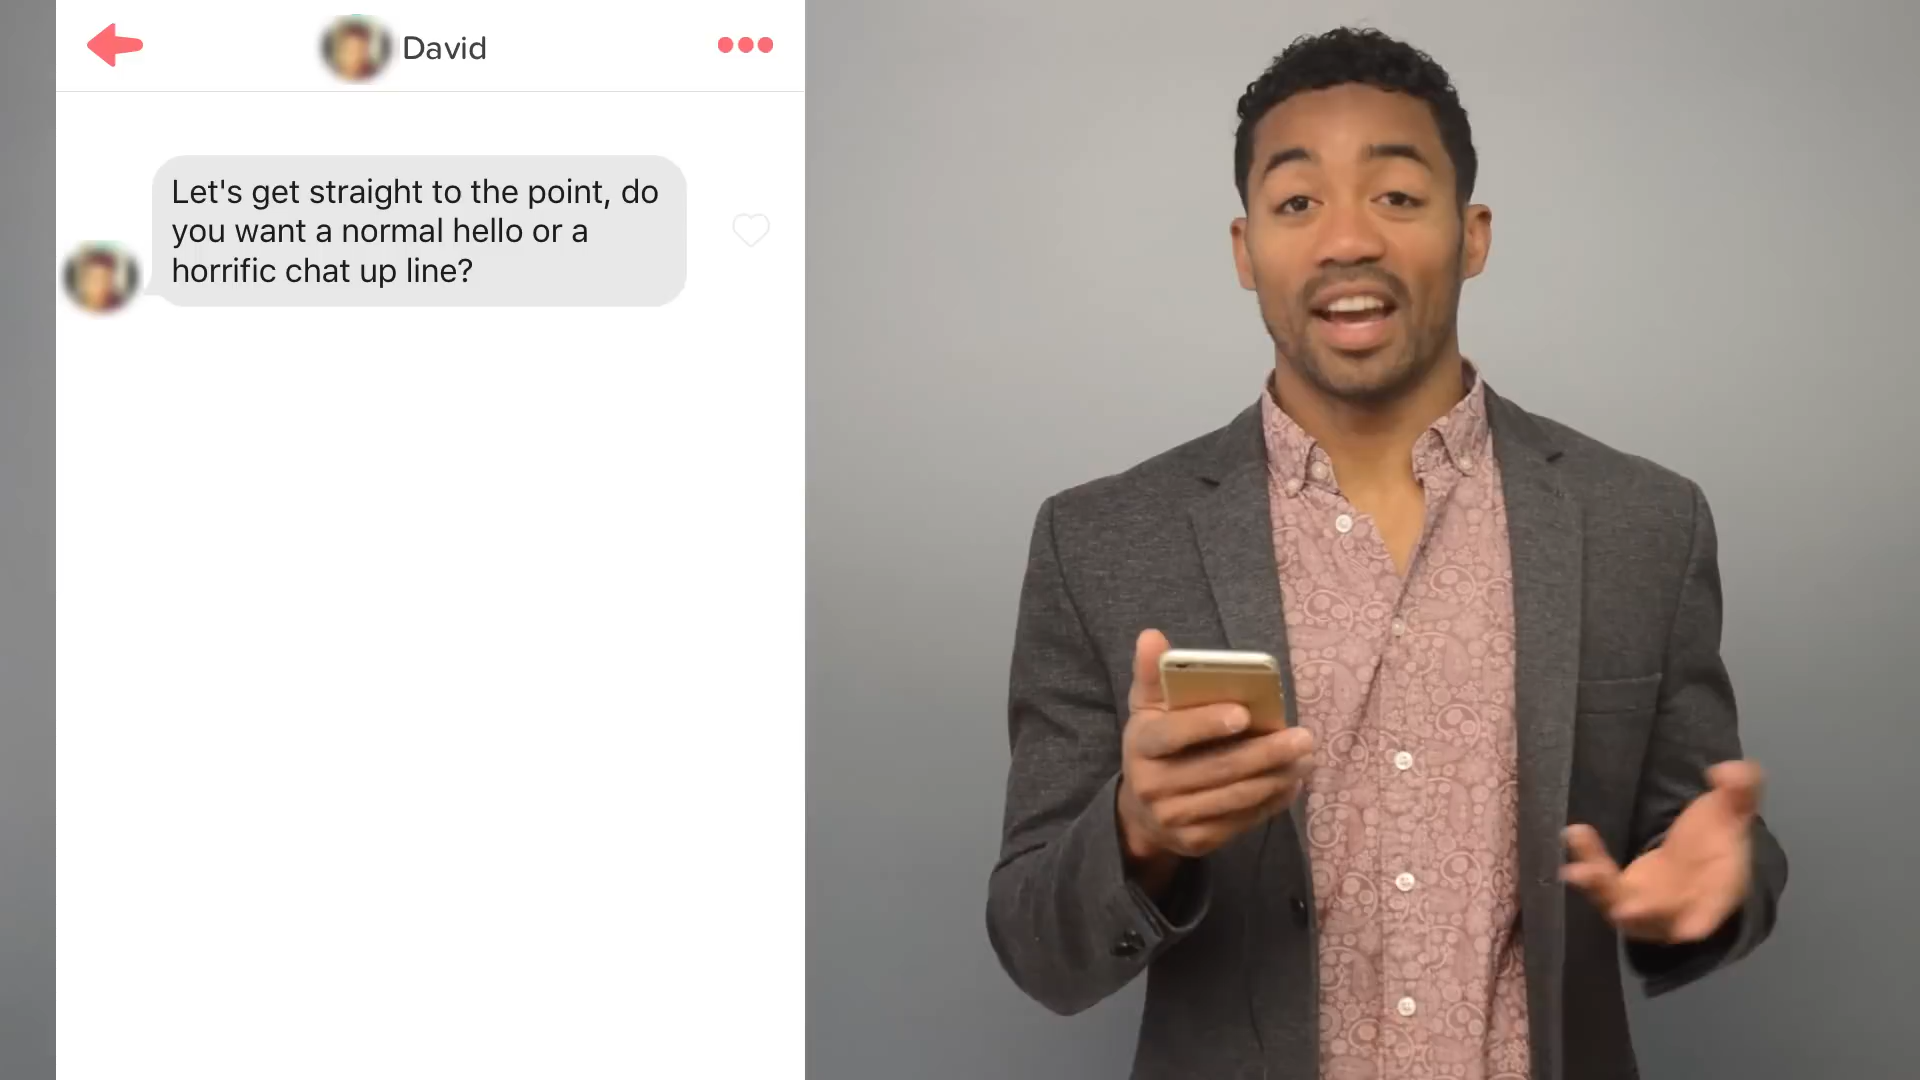 David
Let's get straight to the point, do
you want a normal hello or a
horrific chat up line?